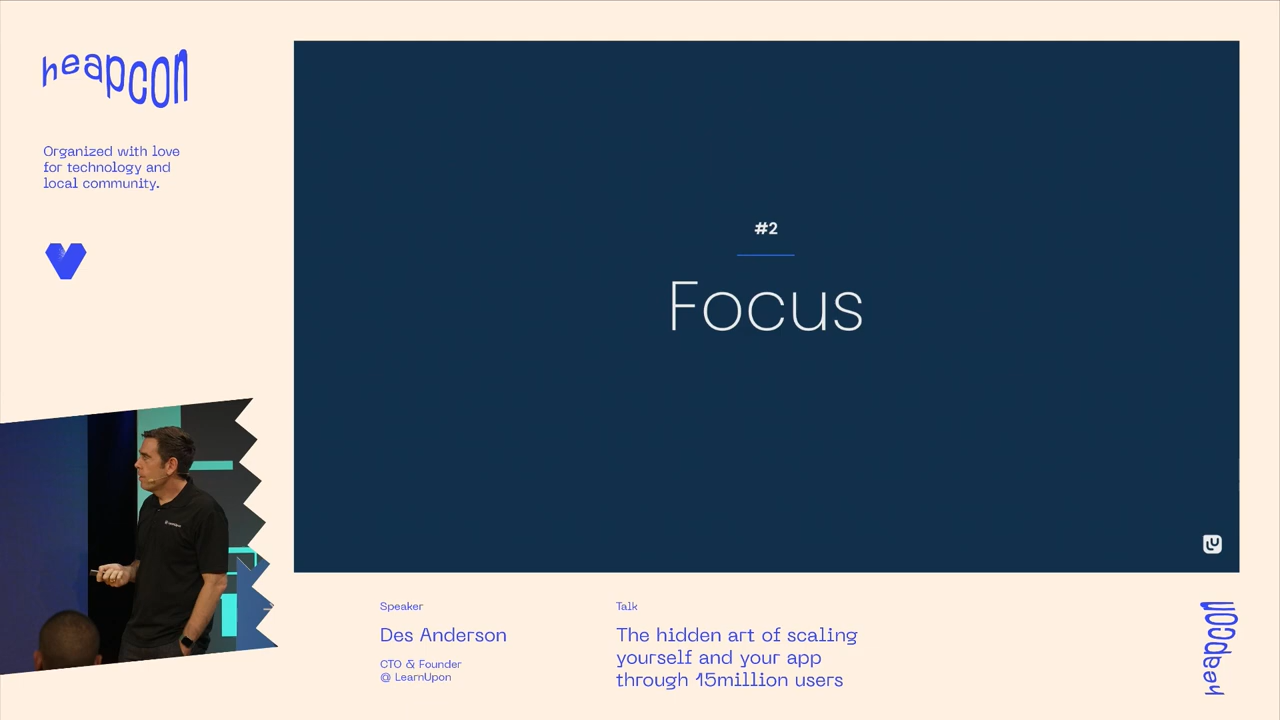 heapcon
Organized with love
for technology and
local community.
#2
Focus
Speaker
Des Anderson
CTO & Founder
@ LearnUpon
Talk
The hidden art of scaling
yourself and your app
through 15million users
heapcon